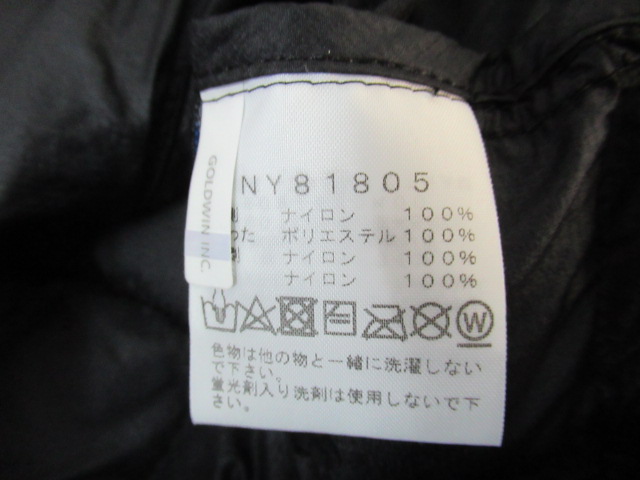 NY81805
ナイロン 100%
わた ポリエステル 100%
ナイロン 100%
ナイロン 100%
W
色物は他の物と一緒に洗濯しない
で下さい。
蛍光剤入り洗剤は使用しないで下
さい。
GOLDWIN INC.